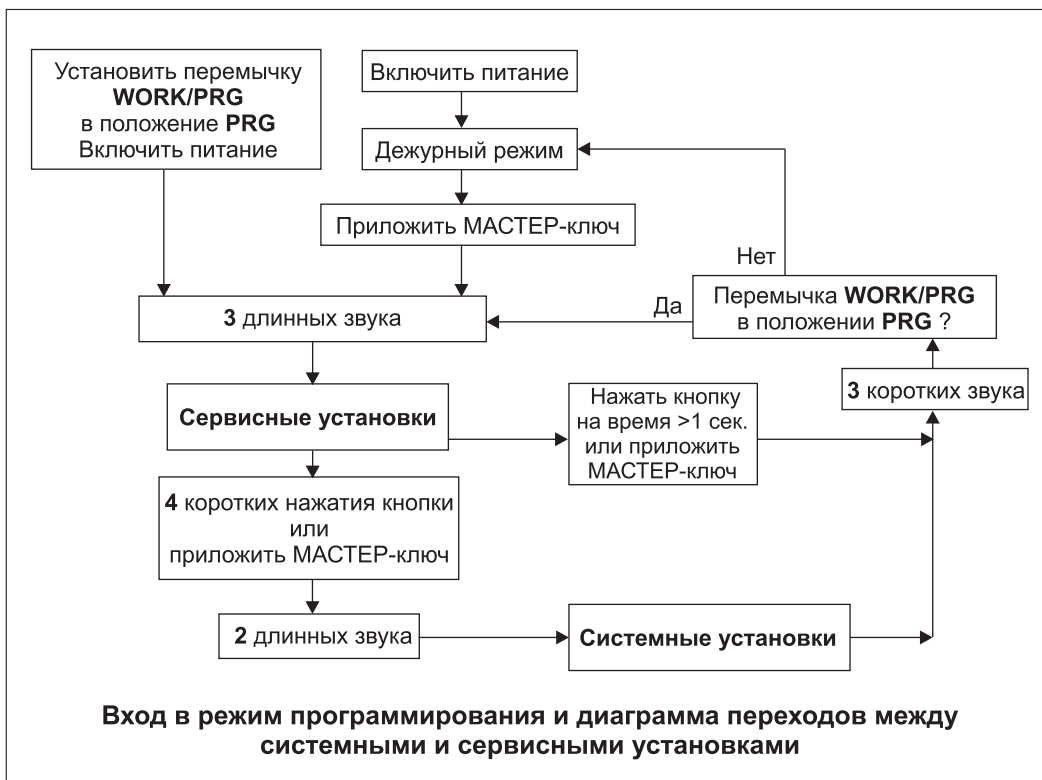 Установить перемычку
WORK/PRG
в положение PRG
Включить питание
Включить питание
Дежурный режим
Приложить МАСТЕР-ключ
Нет
Перемычка WORK/PRG
в положении PRG ?
Да
3 длинных звука
3 коротких звука
Сервисные установки
Нажать кнопку
на время >1 сек.
или приложить
МАСТЕР-ключ
4 коротких нажатия кнопки
или
приложить МАСТЕР-ключ
2 длинных звука
Системные установки
Вход в режим программирования и диаграмма переходов между
системными и сервисными установками